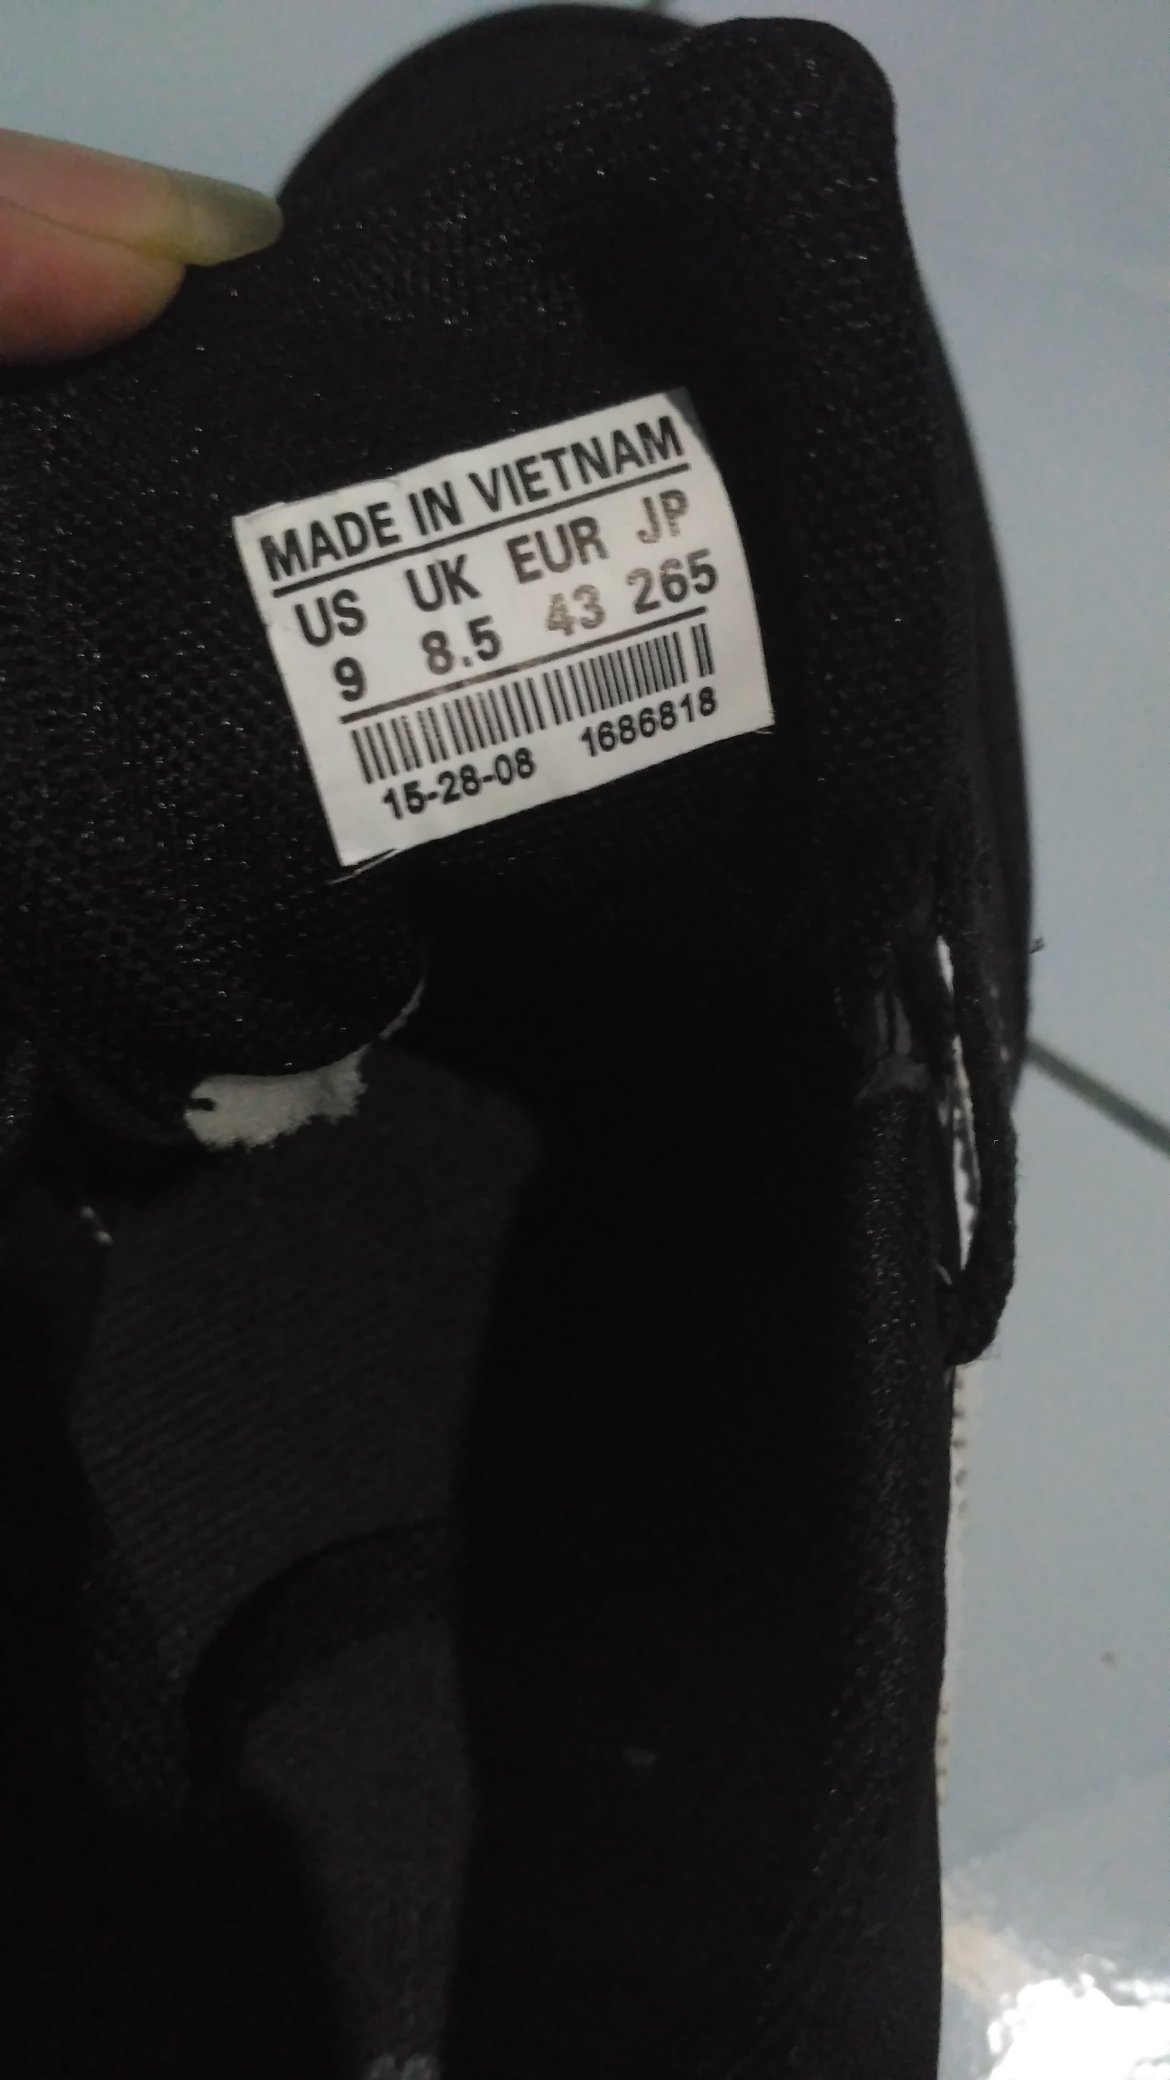 MADE IN VIETNAM
US UK EUR JP
9 8.5 43 265
15-28-08 1686818